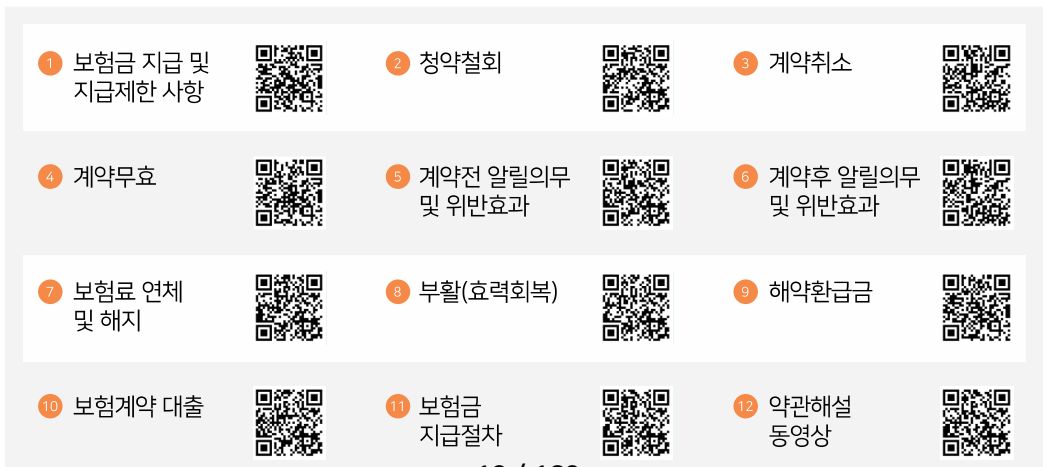 1 보험금 지급 및
지급제한 사항
2 청약철회
3 계약취소
4 계약무효
5 계약전 알릴의무
및 위반효과
6 계약후 알릴의무
및 위반효과
7 보험료 연체
및 해지
8 부활(효력회복)
9 해약환급금
10 보험계약 대출
11 보험금
지급절차
12 약관해설
동영상